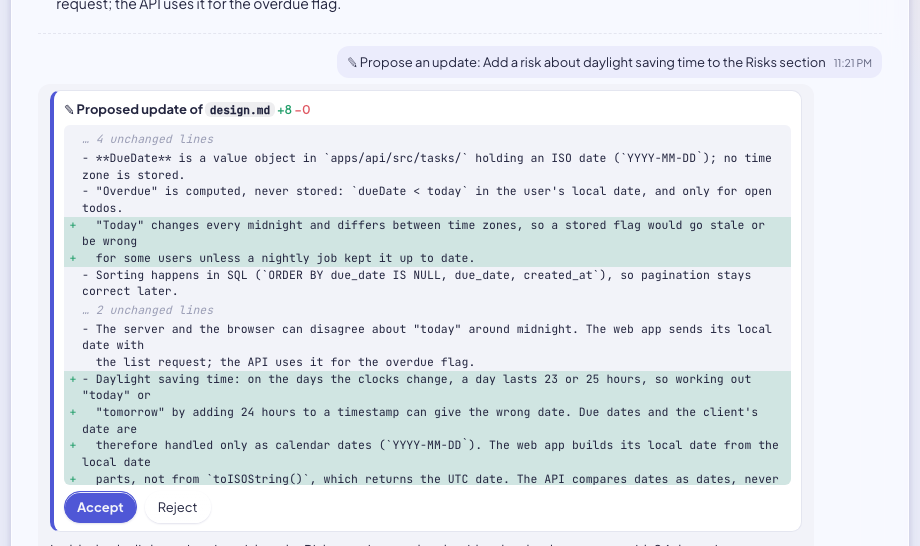 request; the API uses it for the overdue flag.
✎ Propose an update: Add a risk about daylight saving time to the Risks section 11:21 PM
✎ Proposed update of design.md +8 −0
… 4 unchanged lines
- **DueDate** is a value object in `apps/api/src/tasks/` holding an ISO date (`YYYY-MM-DD`); no time
zone is stored.
- "Overdue" is computed, never stored: `dueDate < today` in the user's local date, and only for open
todos.
+ "Today" changes every midnight and differs between time zones, so a stored flag would go stale or
be wrong
+ for some users unless a nightly job kept it up to date.
- Sorting happens in SQL (`ORDER BY due_date IS NULL, due_date, created_at`), so pagination stays
correct later.
… 2 unchanged lines
- The server and the browser can disagree about "today" around midnight. The web app sends its local
date with
the list request; the API uses it for the overdue flag.
+ - Daylight saving time: on the days the clocks change, a day lasts 23 or 25 hours, so working out
"today" or
+ "tomorrow" by adding 24 hours to a timestamp can give the wrong date. Due dates and the client's
date are
+ therefore handled only as calendar dates (`YYYY-MM-DD`). The web app builds its local date from the
local date
+ parts, not from `toISOString()`, which returns the UTC date. The API compares dates as dates, never
Accept Reject